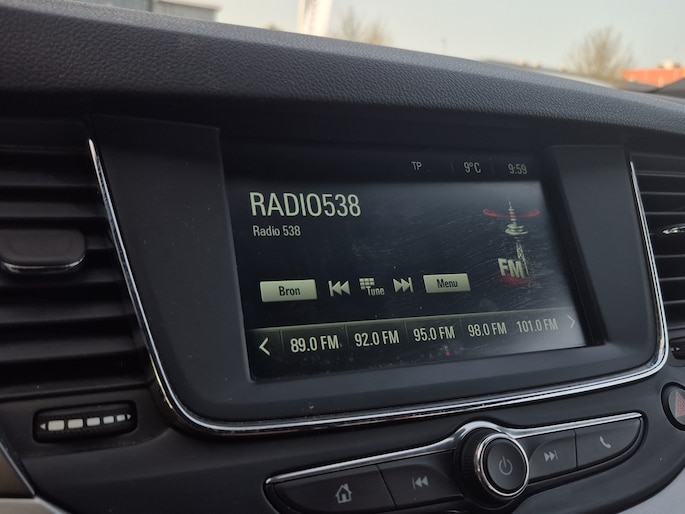 TP 9°C 9:59
RADIO538
Radio 538
FM
Bron Tune Menu
89.0 FM 92.0 FM 95.0 FM 98.0 FM 101.0 FM